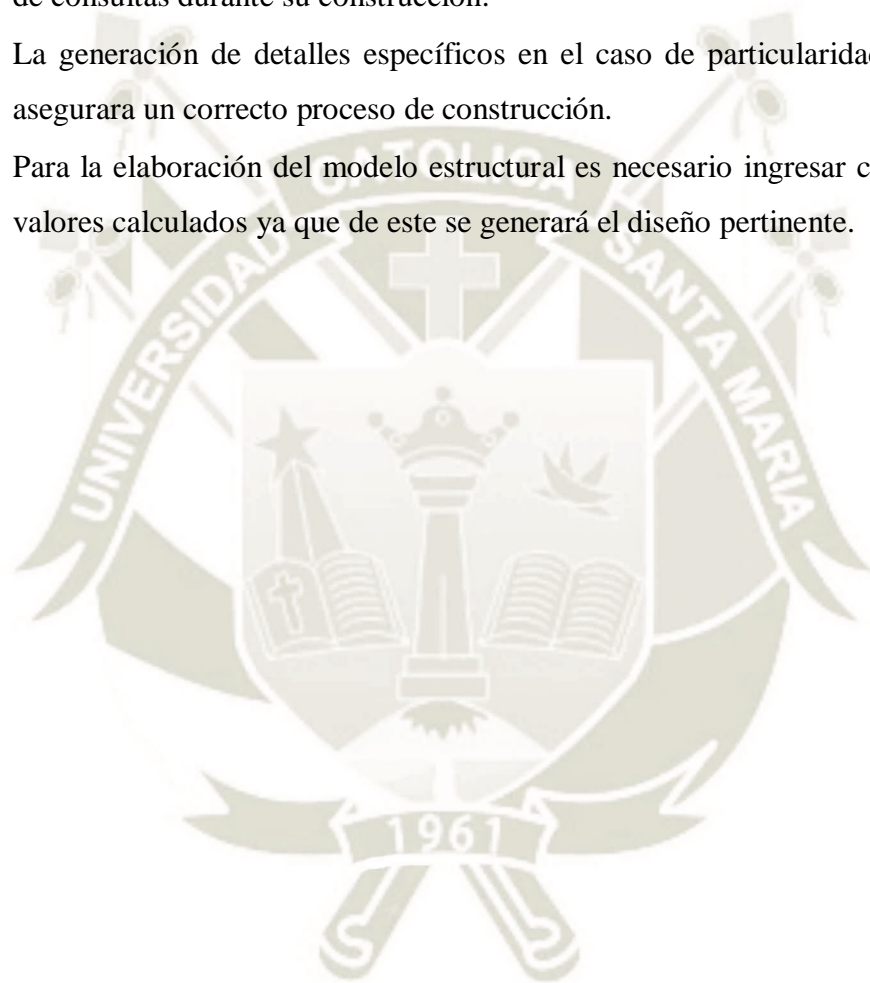 de consultas durante su construcción.
La generación de detalles específicos en el caso de
asegurara un correcto proceso de construcción.
Para la elaboración del modelo estructural es necesario ingresar
valores calculados ya que de este se generará el diseño pertinente.
UNIVERSIDAD CATOLICA SANTA MARIA
1961